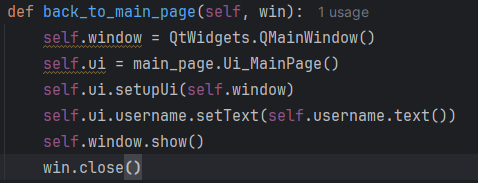 def back_to_main_page(self, win):  1 usage
    self.window = QtWidgets.QMainWindow()
    self.ui = main_page.Ui_MainPage()
    self.ui.setupUi(self.window)
    self.ui.username.setText(self.username.text())
    self.window.show()
    win.close()